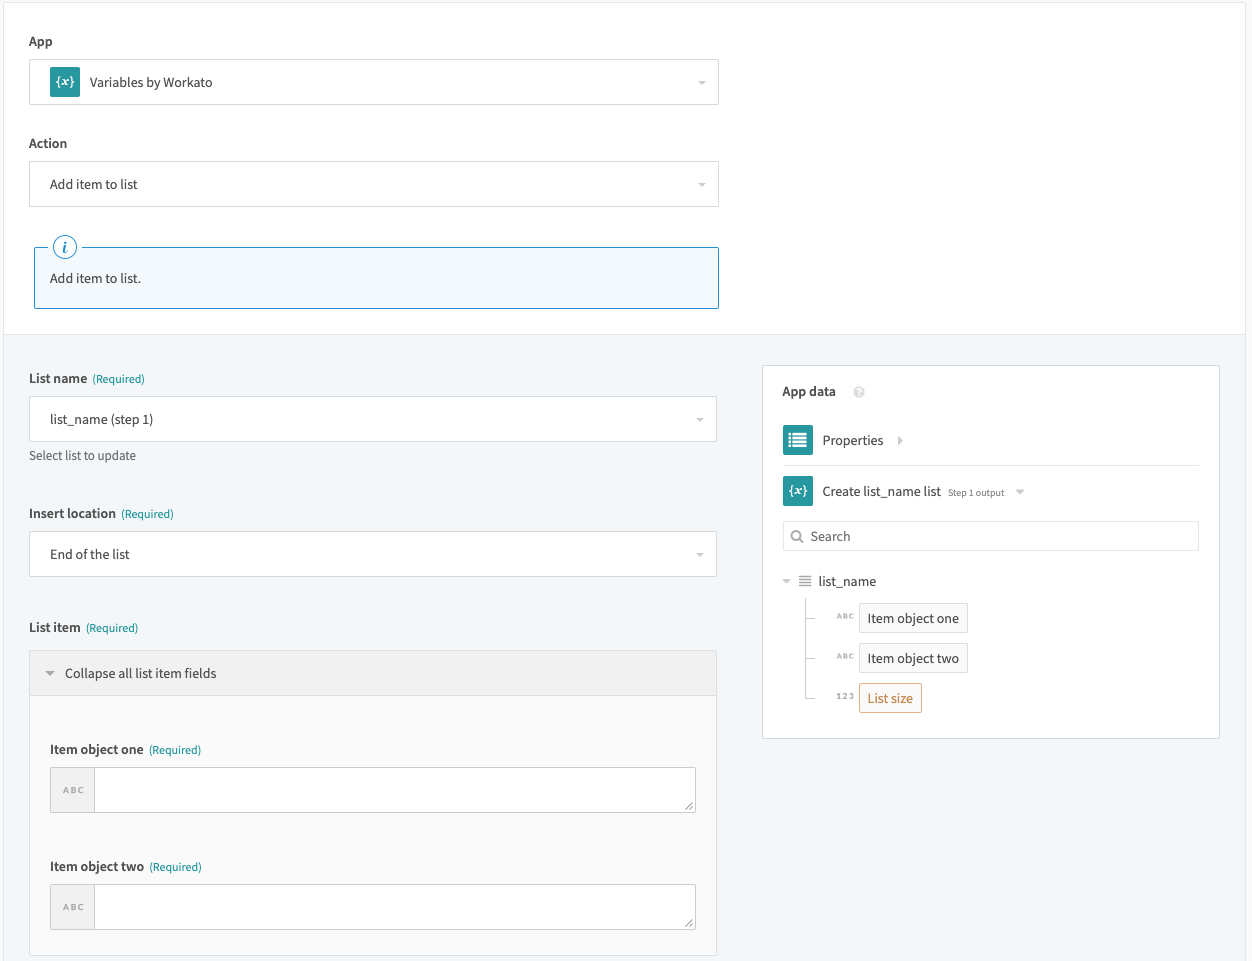 App
{x} Variables by Workato
Action
Add item to list
i
Add item to list.
List name (Required)
list_name (step 1)
Select list to update
Insert location (Required)
End of the list
List item (Required)
Collapse all list item fields
Item object one (Required)
ABC
Item object two (Required)
ABC
App data ?
Properties
{x} Create list_name list Step 1 output
Search
list_name
ABC Item object one
ABC Item object two
123 List size